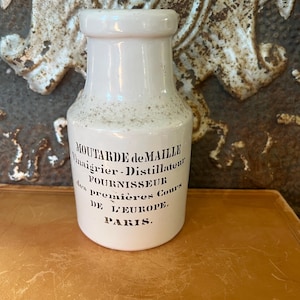 MOUTARDE de MAILLE
Vinaigrier - Distillateur
FOURNISSEUR
des premières Cours
DE L'EUROPE.
PARIS.